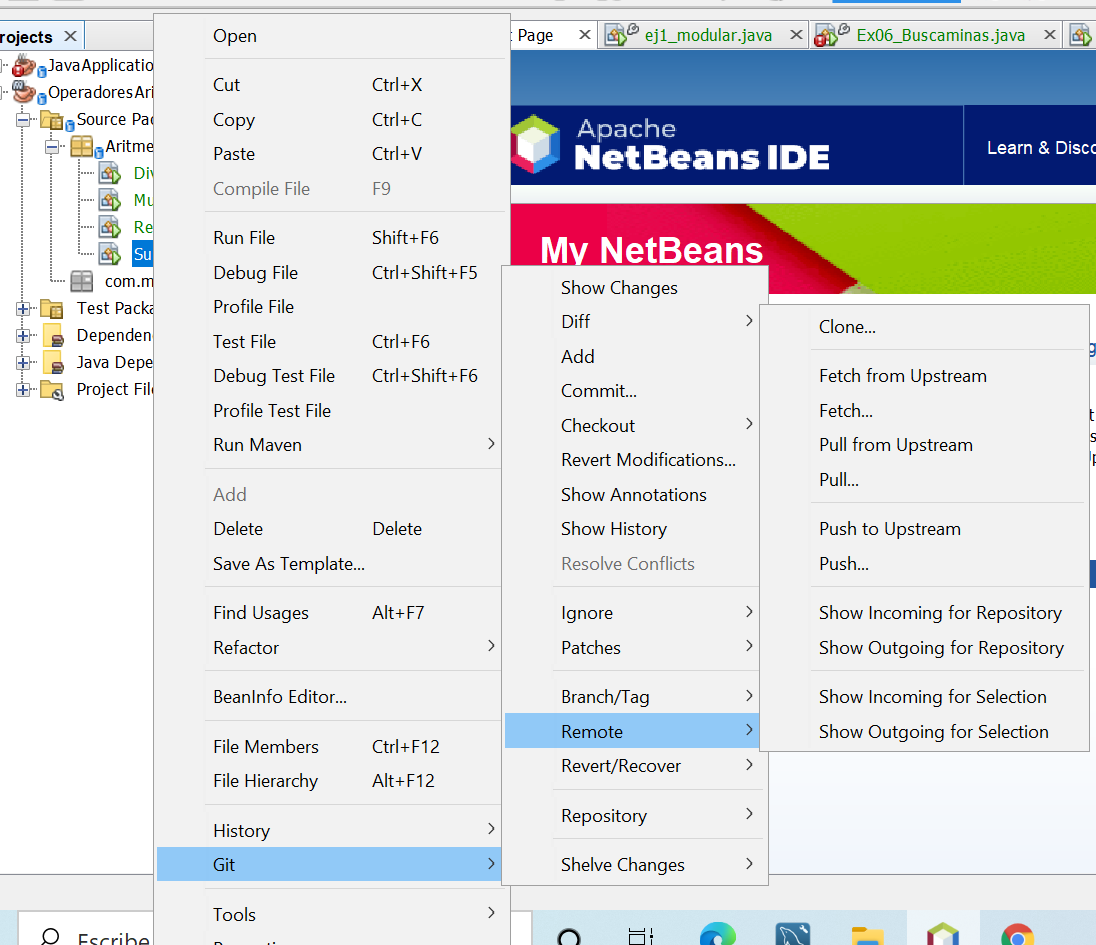 rojects
JavaApplicatio
OperadoresAri
Source Pac
Aritme
Div
Mu
Re
Su
com.m
Test Packa
Dependen
Java Depe
Project File
Page
ej1_modular.java
Ex06_Buscaminas.java
Apache
NetBeans IDE
Learn & Disco
My NetBeans
Open
Cut Ctrl+X
Copy Ctrl+C
Paste Ctrl+V
Compile File F9
Run File Shift+F6
Debug File Ctrl+Shift+F5
Profile File
Test File Ctrl+F6
Debug Test File Ctrl+Shift+F6
Profile Test File
Run Maven
Add
Delete Delete
Save As Template...
Find Usages Alt+F7
Refactor
BeanInfo Editor...
File Members Ctrl+F12
File Hierarchy Alt+F12
History
Git
Tools
Show Changes
Diff
Add
Commit...
Checkout
Revert Modifications...
Show Annotations
Show History
Resolve Conflicts
Ignore
Patches
Branch/Tag
Remote
Revert/Recover
Repository
Shelve Changes
Clone...
Fetch from Upstream
Fetch...
Pull from Upstream
Pull...
Push to Upstream
Push...
Show Incoming for Repository
Show Outgoing for Repository
Show Incoming for Selection
Show Outgoing for Selection
Escribe